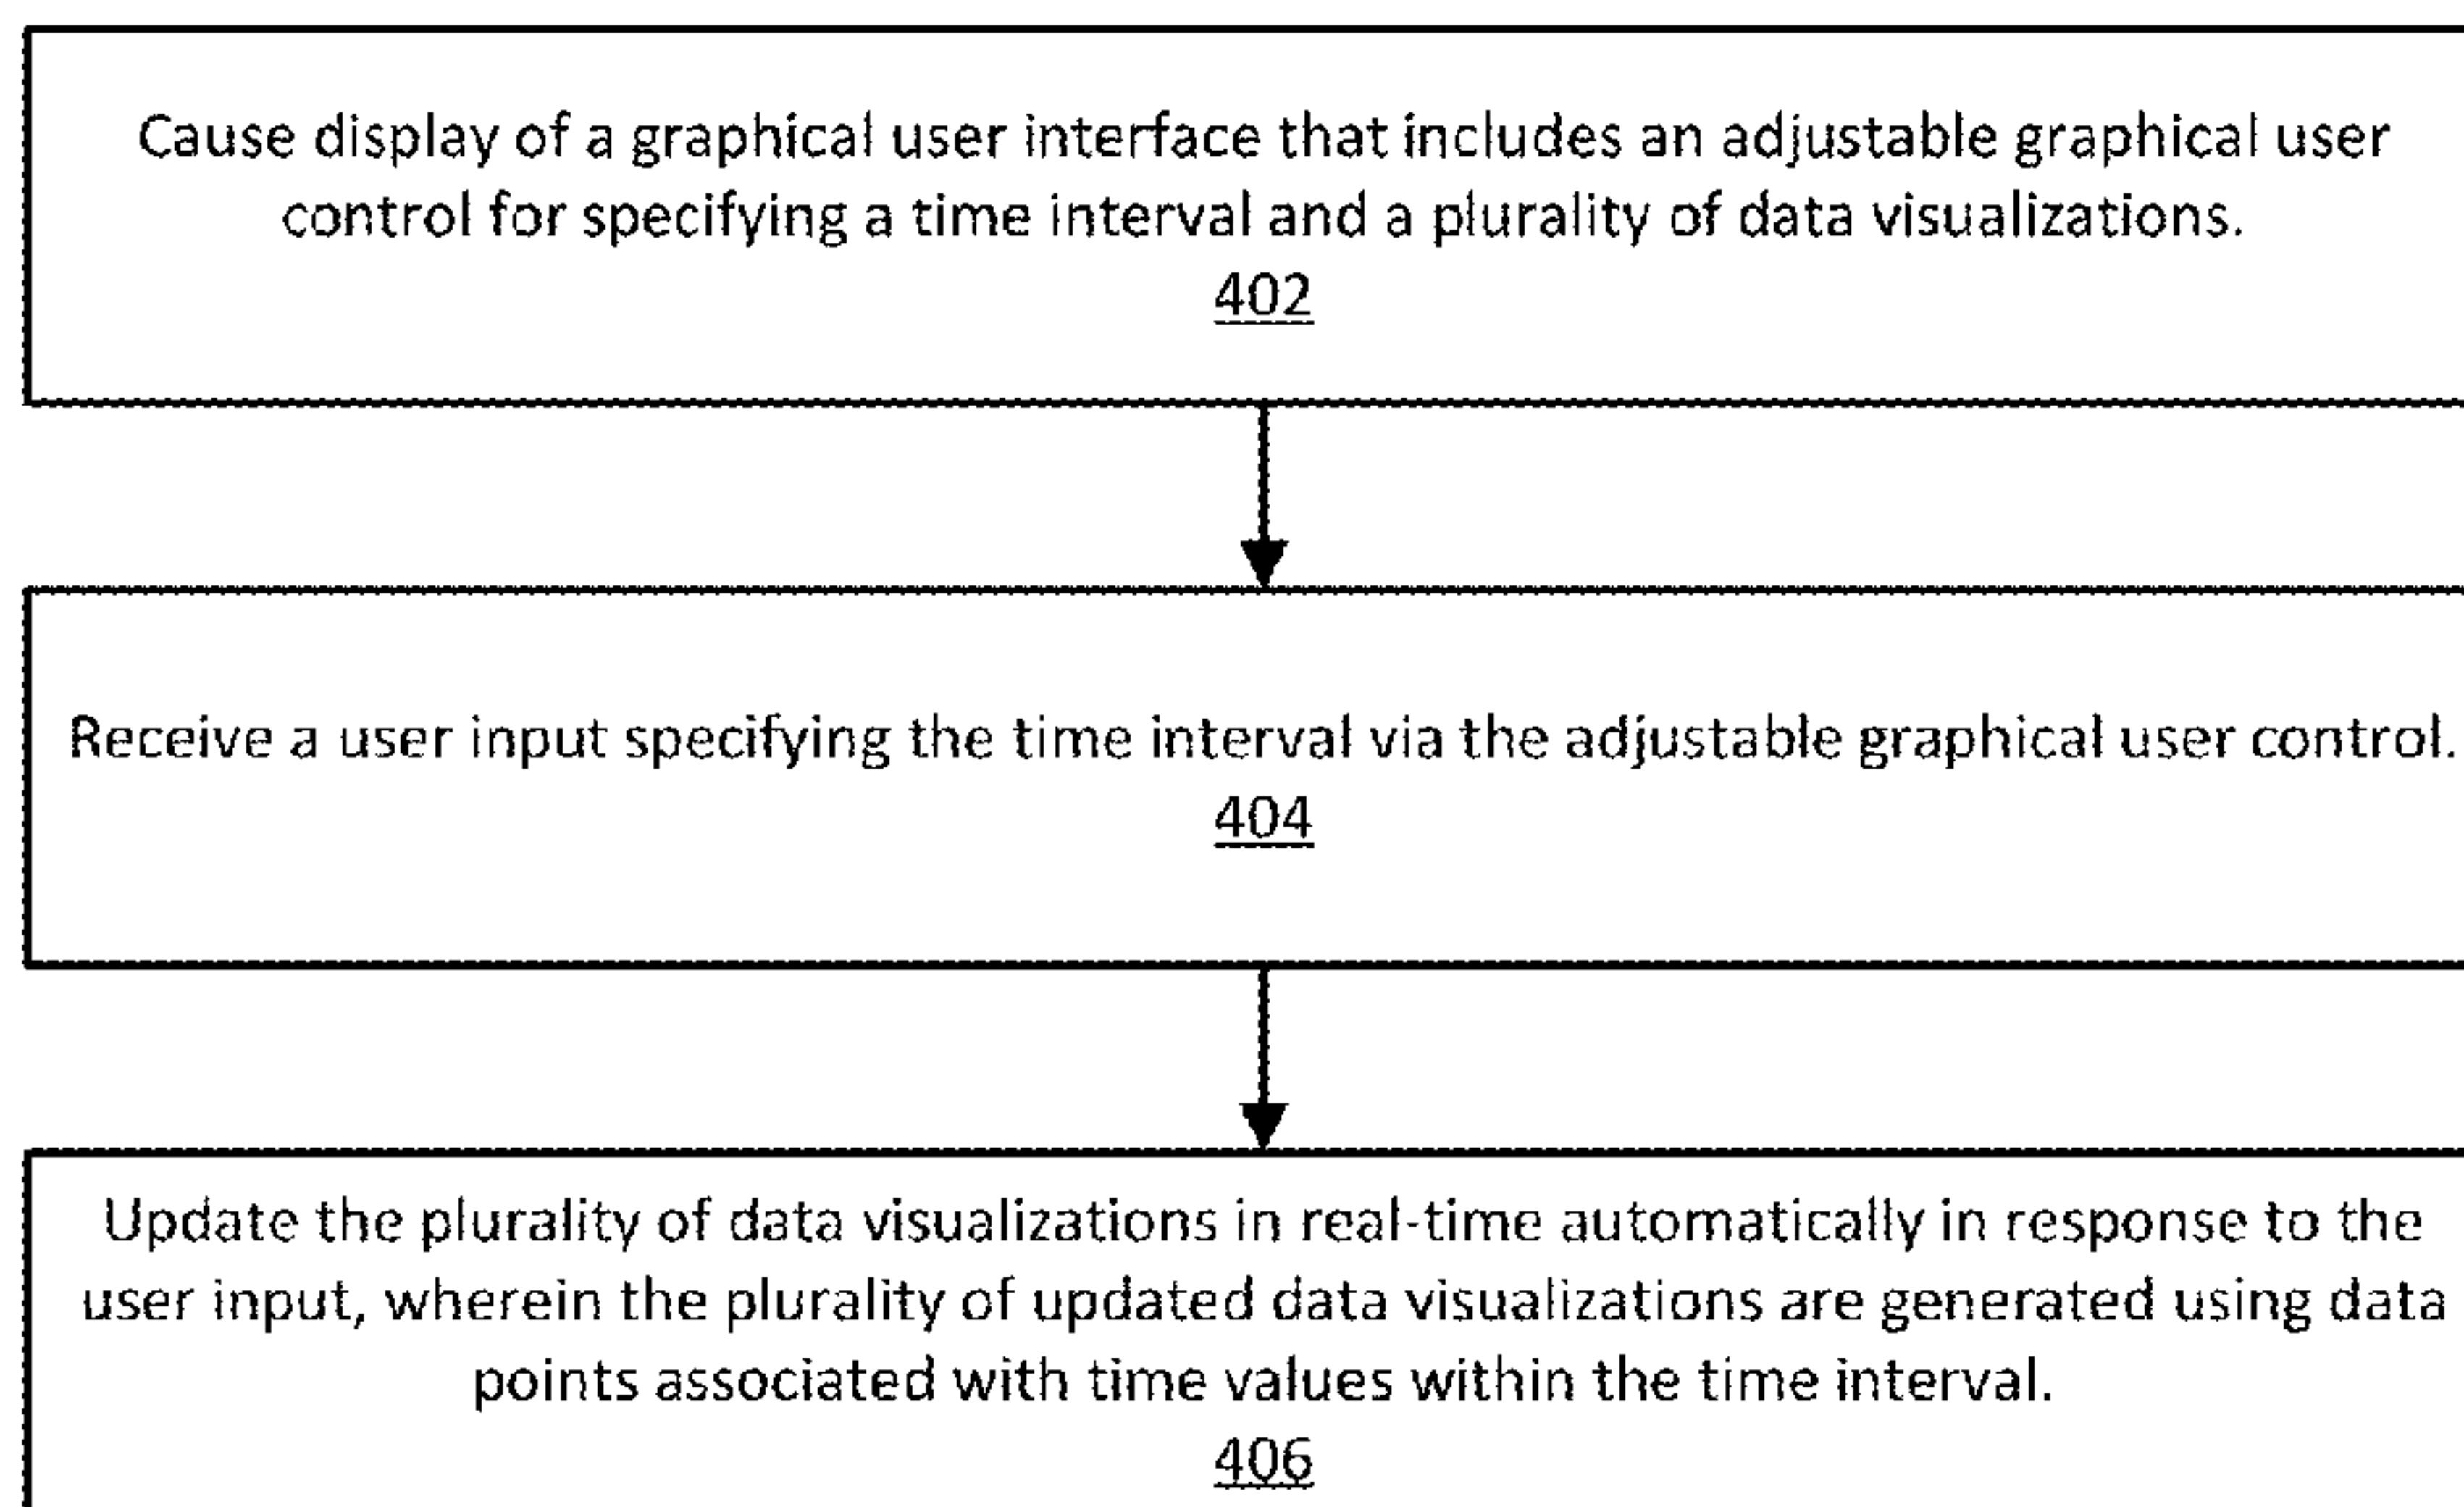 Cause display of a graphical user interface that includes an adjustable graphical user
control for specifying a time interval and a plurality of data visualizations.
402
Receive a user input specifying the time interval via the adjustable graphical user control.
404
Update the plurality of data visualizations in real-time automatically in response to the
user input, wherein the plurality of updated data visualizations are generated using data
points associated with time values within the time interval.
406